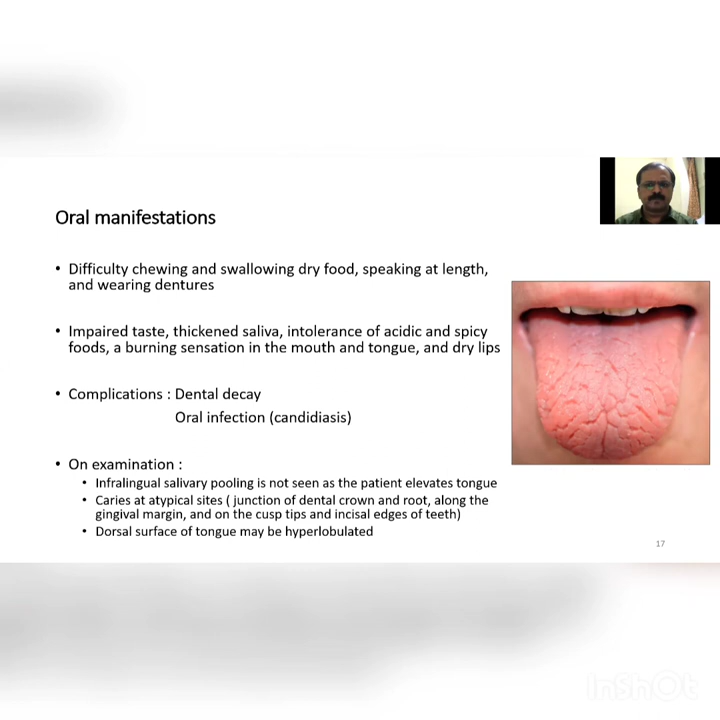 Oral manifestations
• Difficulty chewing and swallowing dry food, speaking at length,
and wearing dentures
• Impaired taste, thickened saliva, intolerance of acidic and spicy
foods, a burning sensation in the mouth and tongue, and dry lips
• Complications : Dental decay
Oral infection (candidiasis)
• On examination :
• Infralingual salivary pooling is not seen as the patient elevates tongue
• Caries at atypical sites ( junction of dental crown and root, along the
gingival margin, and on the cusp tips and incisal edges of teeth)
• Dorsal surface of tongue may be hyperlobulated
17
InShOt